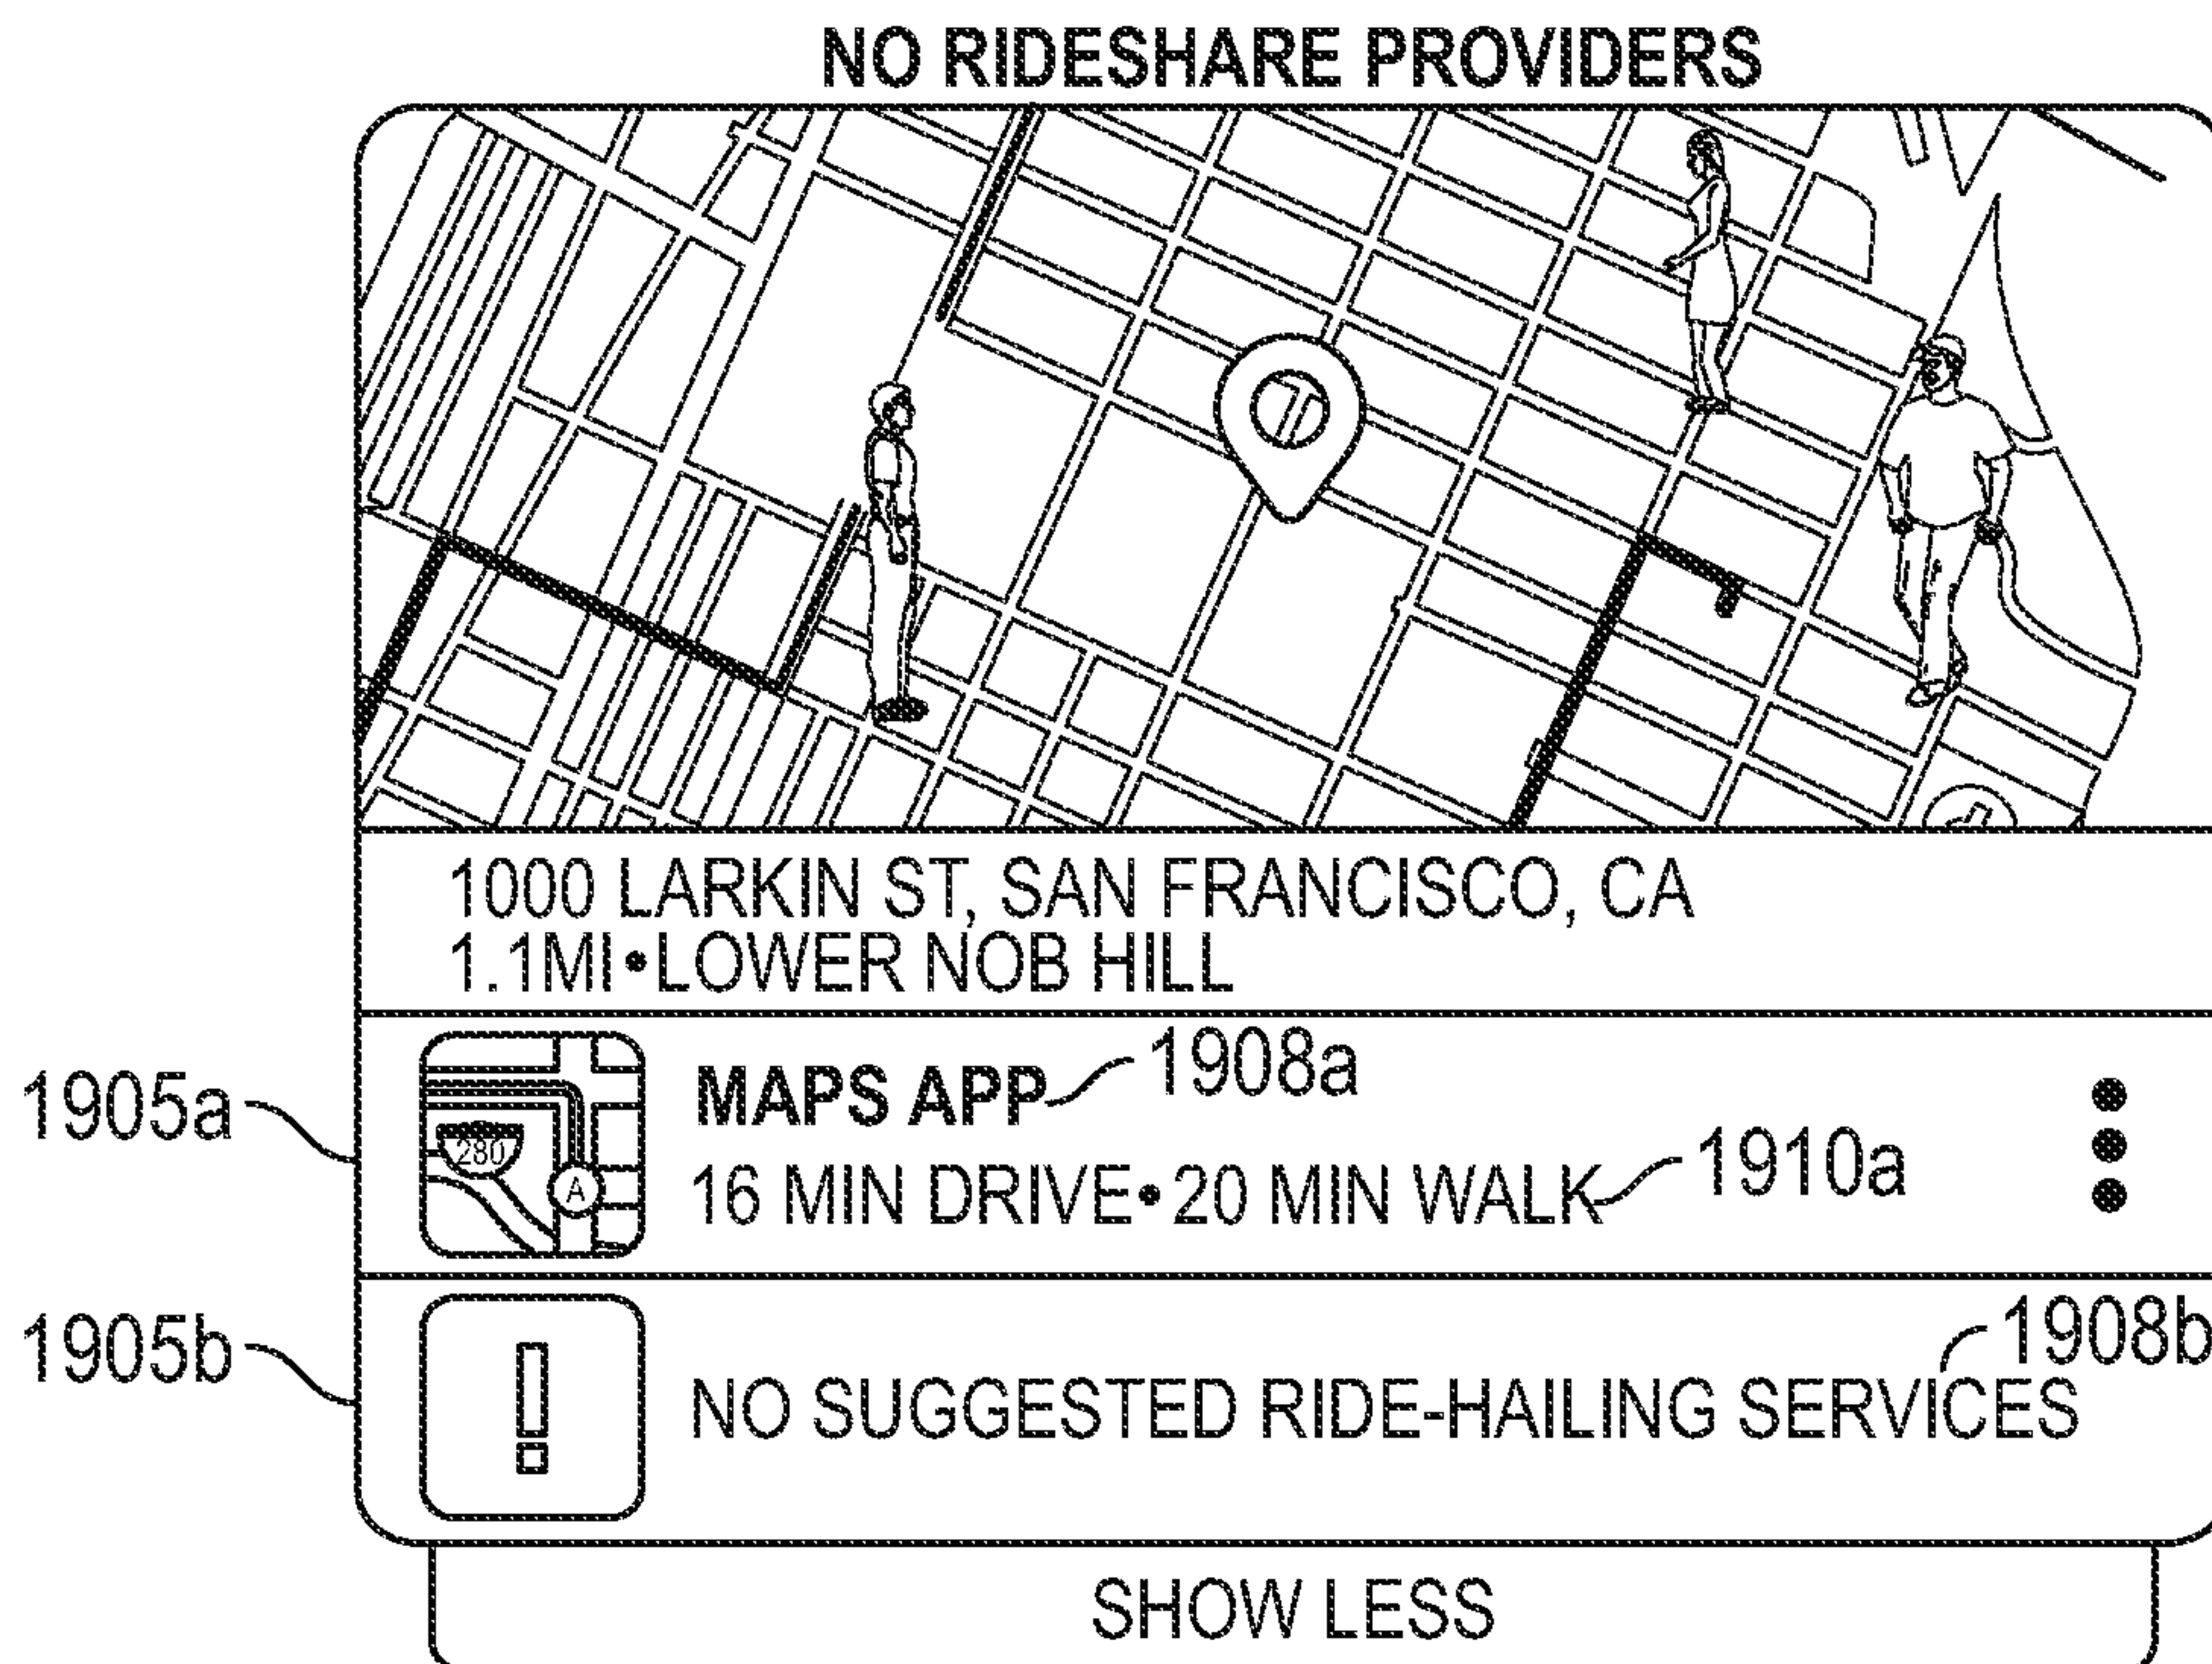 NO RIDESHARE PROVIDERS
1000 LARKIN ST, SAN FRANCISCO, CA
1.1MI•LOWER NOB HILL
1905a
280
A
MAPS APP
1908a
16 MIN DRIVE•20 MIN WALK
1910a
1905b
!
NO SUGGESTED RIDE-HAILING SERVICES
1908b
SHOW LESS